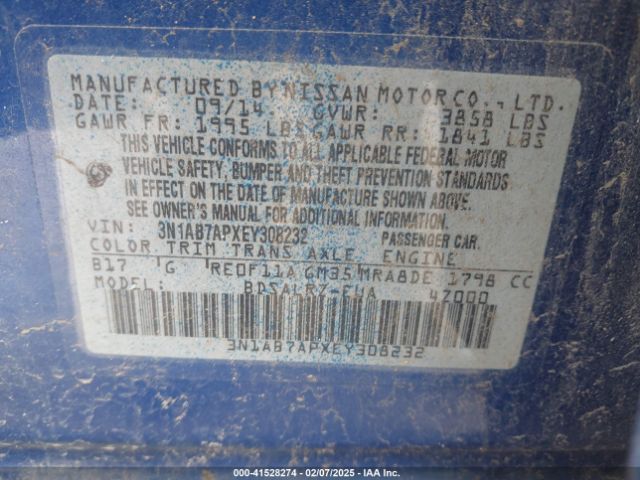 MANUFACTURED BY NISSAN MOTOR CO., LTD.
DATE: 09/14 GVWR: 3858 LBS
GAWR FR: 1995 LBS GAWR RR: 1841 LBS
THIS VEHICLE CONFORMS TO ALL APPLICABLE FEDERAL MOTOR
VEHICLE SAFETY, BUMPER AND THEFT PREVENTION STANDARDS
IN EFFECT ON THE DATE OF MANUFACTURE SHOWN ABOVE.
SEE OWNER'S MANUAL FOR ADDITIONAL INFORMATION.
VIN: 3N1AB7APXEY308232 PASSENGER CAR.
COLOR TRIM TRANS AXLE ENGINE
B17 G RE0F11A GM35 MRA8DE 1798 CC
MODEL: BDSALR7-EUA 4Z000
3N1AB7APXEY308232
000-41528274 - 02/07/2025 - IAA Inc.